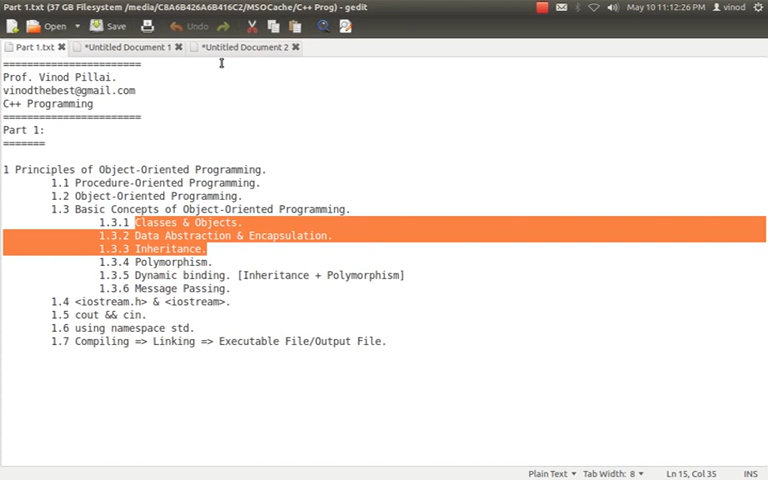 Part 1.txt (37 GB Filesystem /media/C8A6B426A6B416C2/MSOCache/C++ Prog) - gedit
May 10 11:12:26 PM vinod
Open Save Undo
Part 1.txt *Untitled Document 1 *Untitled Document 2
=======================
Prof. Vinod Pillai.
vinodthebest@gmail.com
C++ Programming
=======================
Part 1:
=======
1 Principles of Object-Oriented Programming.
1.1 Procedure-Oriented Programming.
1.2 Object-Oriented Programming.
1.3 Basic Concepts of Object-Oriented Programming.
1.3.1 Classes & Objects.
1.3.2 Data Abstraction & Encapsulation.
1.3.3 Inheritance.
1.3.4 Polymorphism.
1.3.5 Dynamic binding. [Inheritance + Polymorphism]
1.3.6 Message Passing.
1.4 <iostream.h> & <iostream>.
1.5 cout && cin.
1.6 using namespace std.
1.7 Compiling => Linking => Executable File/Output File.
Plain Text Tab Width: 8 Ln 15, Col 35 INS